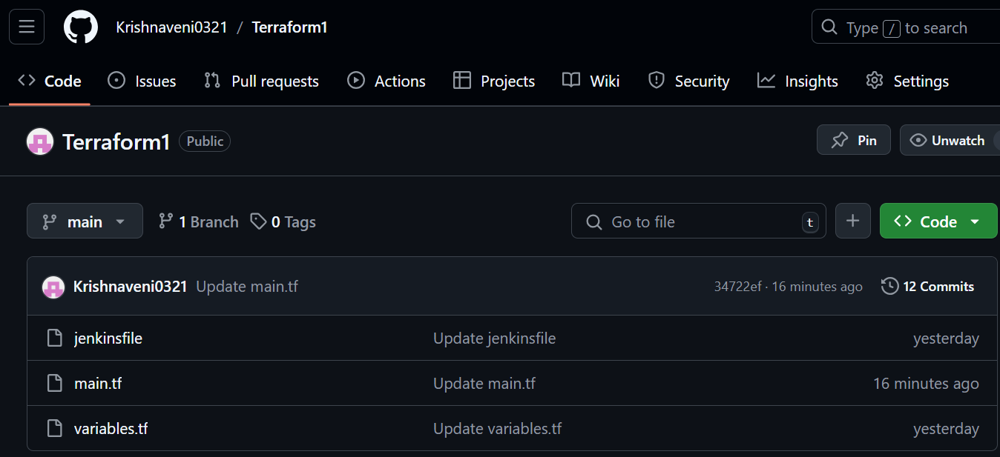 Krishnaveni0321 / Terraform1 Type / to search
Code Issues Pull requests Actions Projects Wiki Security Insights Settings
Terraform1 Public Pin Unwatch
main 1 Branch 0 Tags Go to file t + Code
Krishnaveni0321 Update main.tf 34722ef · 16 minutes ago 12 Commits
jenkinsfile Update jenkinsfile yesterday
main.tf Update main.tf 16 minutes ago
variables.tf Update variables.tf yesterday